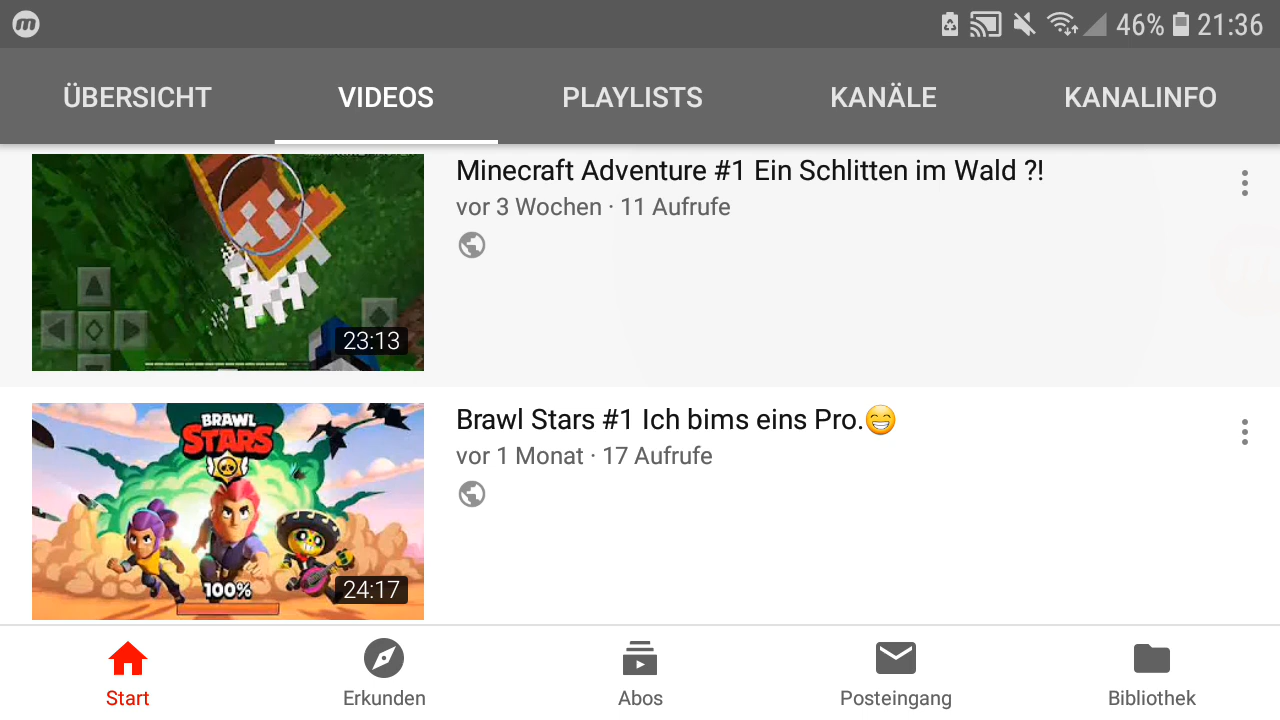 46% 21:36
ÜBERSICHT VIDEOS PLAYLISTS KANÄLE KANALINFO
Minecraft Adventure #1 Ein Schlitten im Wald ?!
vor 3 Wochen · 11 Aufrufe
23:13
Brawl Stars #1 Ich bims eins Pro.😁
vor 1 Monat · 17 Aufrufe
BRAWL
STARS
100%
24:17
Start Erkunden Abos Posteingang Bibliothek